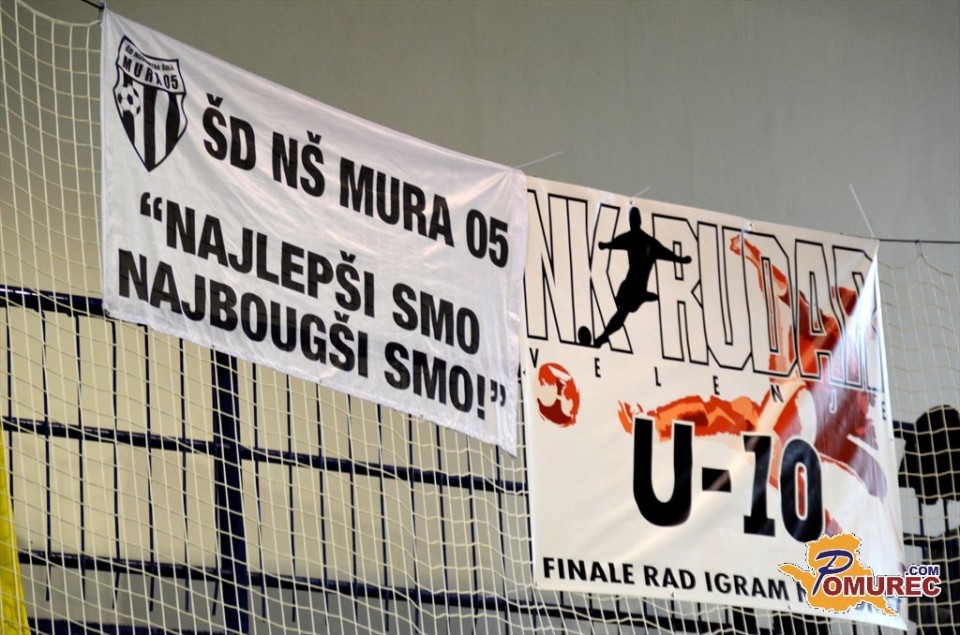 MURA 05
ŠD NŠ MURA 05
“NAJLEPŠI SMO
NAJBOUGŠI SMO!”
NK RUDAR
VELENJE
U-10
FINALE RAD IGRAM N
POMUREC
.COM